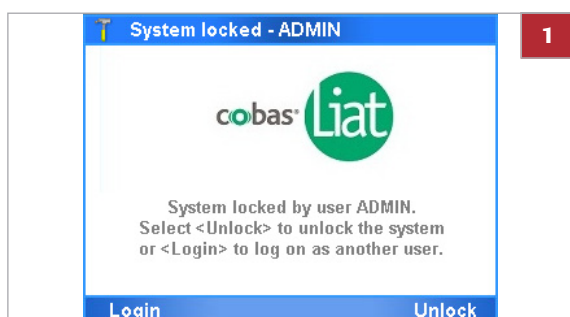 System locked - ADMIN
1
cobas®
Liat
System locked by user ADMIN.
Select <Unlock> to unlock the system
or <Login> to log on as another user.
Login
Unlock